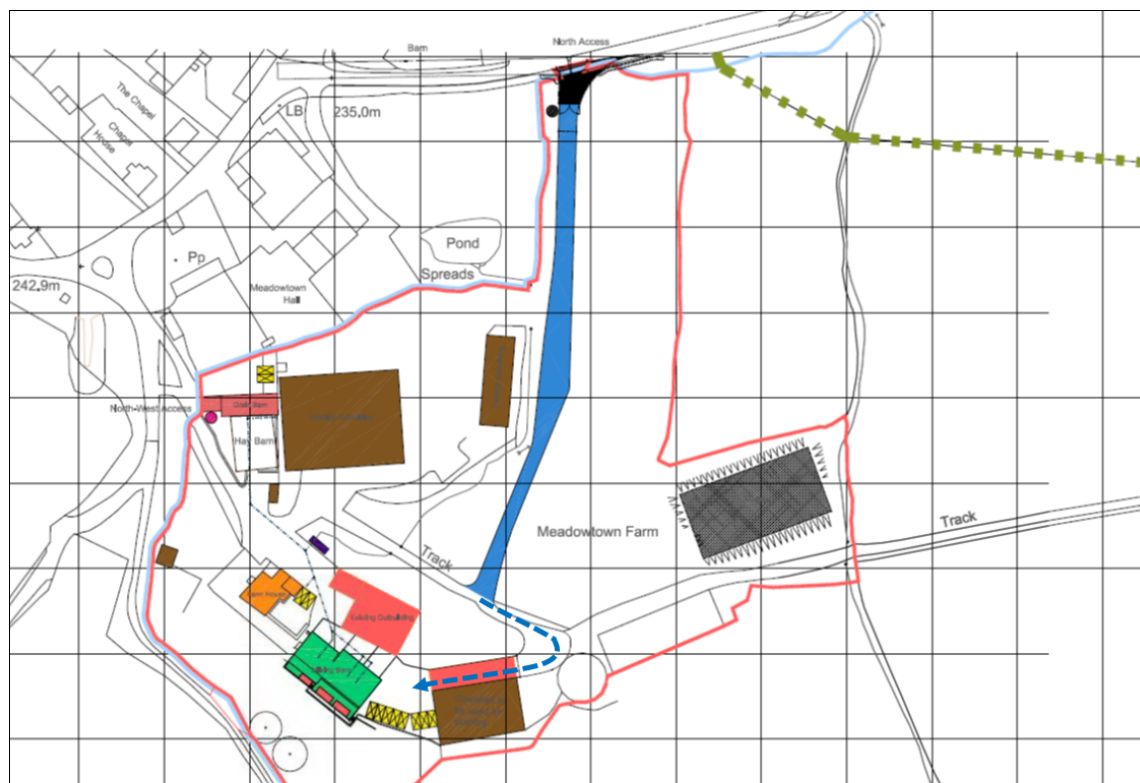 North Access
Barn
The Chapel
Chapel
House
LB
235.0m
Pond
Spreads
Pp
242.9m
Meadowtown
Hall
North-West Access
Hay Barn
Meadowtown Farm
Track
Track
Farm House
Existing Outbuilding